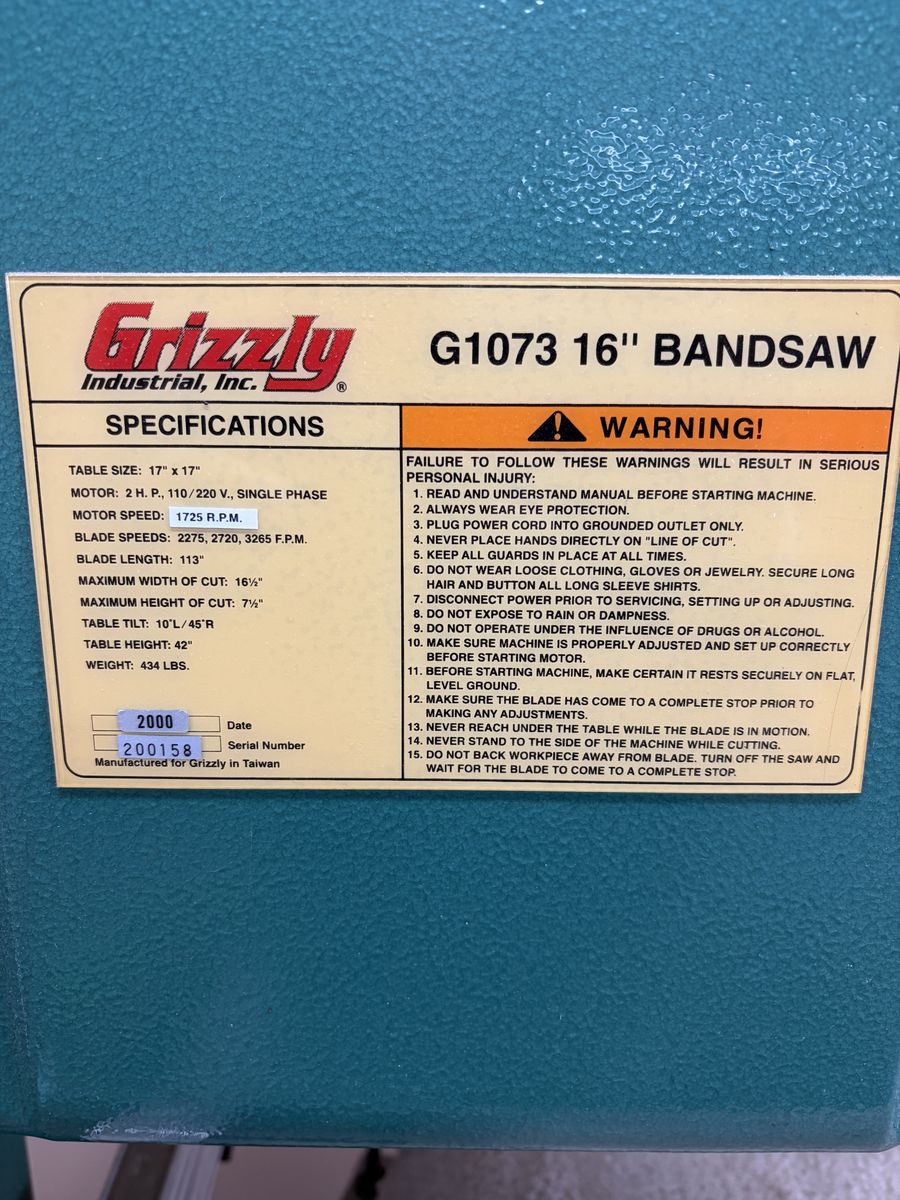 Grizzly
Industrial, Inc. ®
G1073 16" BANDSAW
SPECIFICATIONS
TABLE SIZE: 17" x 17"
MOTOR: 2 H. P., 110/220 V., SINGLE PHASE
MOTOR SPEED: 1725 R.P.M.
BLADE SPEEDS: 2275, 2720, 3265 F.P.M.
BLADE LENGTH: 113"
MAXIMUM WIDTH OF CUT: 16½"
MAXIMUM HEIGHT OF CUT: 7½"
TABLE TILT: 10°L/45°R
TABLE HEIGHT: 42"
WEIGHT: 434 LBS.
2000 Date
200158 Serial Number
Manufactured for Grizzly in Taiwan
WARNING!
FAILURE TO FOLLOW THESE WARNINGS WILL RESULT IN SERIOUS
PERSONAL INJURY:
1. READ AND UNDERSTAND MANUAL BEFORE STARTING MACHINE.
2. ALWAYS WEAR EYE PROTECTION.
3. PLUG POWER CORD INTO GROUNDED OUTLET ONLY.
4. NEVER PLACE HANDS DIRECTLY ON "LINE OF CUT".
5. KEEP ALL GUARDS IN PLACE AT ALL TIMES.
6. DO NOT WEAR LOOSE CLOTHING, GLOVES OR JEWELRY. SECURE LONG
HAIR AND BUTTON ALL LONG SLEEVE SHIRTS.
7. DISCONNECT POWER PRIOR TO SERVICING, SETTING UP OR ADJUSTING.
8. DO NOT EXPOSE TO RAIN OR DAMPNESS.
9. DO NOT OPERATE UNDER THE INFLUENCE OF DRUGS OR ALCOHOL.
10. MAKE SURE MACHINE IS PROPERLY ADJUSTED AND SET UP CORRECTLY
BEFORE STARTING MOTOR.
11. BEFORE STARTING MACHINE, MAKE CERTAIN IT RESTS SECURELY ON FLAT,
LEVEL GROUND.
12. MAKE SURE THE BLADE HAS COME TO A COMPLETE STOP PRIOR TO
MAKING ANY ADJUSTMENTS.
13. NEVER REACH UNDER THE TABLE WHILE THE BLADE IS IN MOTION.
14. NEVER STAND TO THE SIDE OF THE MACHINE WHILE CUTTING.
15. DO NOT BACK WORKPIECE AWAY FROM BLADE. TURN OFF THE SAW AND
WAIT FOR THE BLADE TO COME TO A COMPLETE STOP.